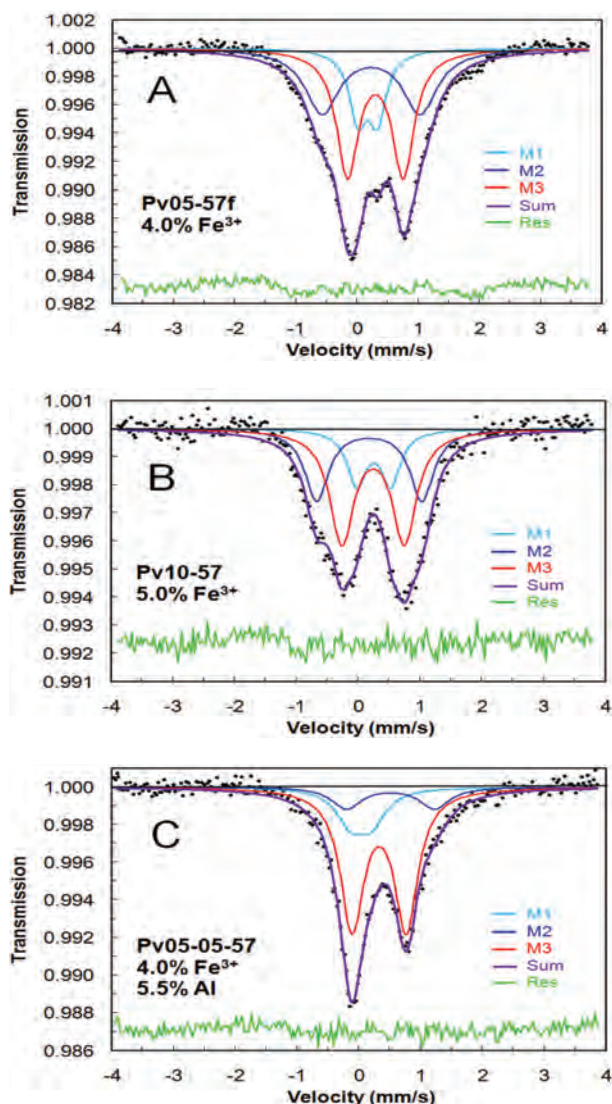 1.002
1.000
0.998
0.996
0.994
0.992
0.990
0.988
0.986
0.984
0.982
Transmission
A
Pv05-57f
4.0% Fe³⁺
M1
M2
M3
Sum
Res
-4 -3 -2 -1 0 1 2 3 4
Velocity (mm/s)
1.001
1.000
0.999
0.998
0.997
0.996
0.995
0.994
0.993
0.992
0.991
Transmission
B
Pv10-57
5.0% Fe³⁺
M1
M2
M3
Sum
Res
-4 -3 -2 -1 0 1 2 3 4
Velocity (mm/s)
1.000
0.998
0.996
0.994
0.992
0.990
0.988
0.986
Transmission
C
Pv05-05-57
4.0% Fe³⁺
5.5% Al
M1
M2
M3
Sum
Res
-4 -3 -2 -1 0 1 2 3 4
Velocity (mm/s)